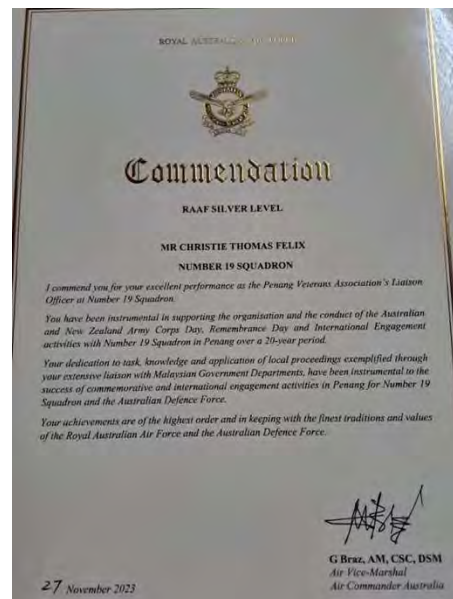 ROYAL AUSTRALIAN AIR FORCE
Commendation
RAAF SILVER LEVEL
MR CHRISTIE THOMAS FELIX
NUMBER 19 SQUADRON
I commend you for your excellent performance as the Penang Veterans Association's Liaison
Officer at Number 19 Squadron.
You have been instrumental in supporting the organisation and the conduct of the Australian
and New Zealand Army Corps Day, Remembrance Day and International Engagement
activities with Number 19 Squadron in Penang over a 20-year period.
Your dedication to task, knowledge and application of local proceedings exemplified through
your extensive liaison with Malaysian Government Departments, have been instrumental to the
success of commemorative and international engagement activities in Penang for Number 19
Squadron and the Australian Defence Force.
Your achievements are of the highest order and in keeping with the finest traditions and values
of the Royal Australian Air Force and the Australian Defence Force.
G Braz, AM, CSC, DSM
Air Vice-Marshal
Air Commander Australia
27 November 2023